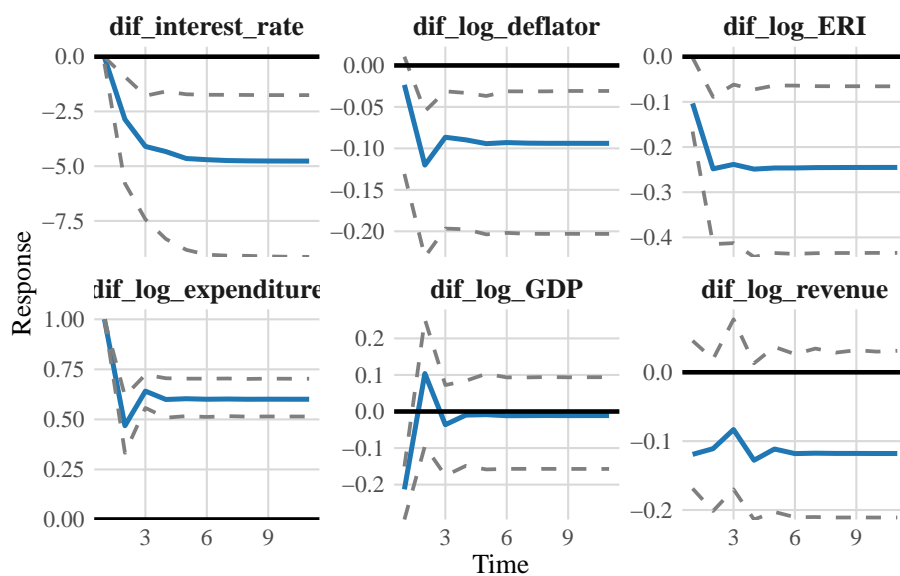 dif_interest_rate
dif_log_deflator
dif_log_ERI
0.0
−2.5
−5.0
−7.5
0.00
−0.05
−0.10
−0.15
−0.20
0.0
−0.1
−0.2
−0.3
−0.4
Response
dif_log_expenditure
dif_log_GDP
dif_log_revenue
1.00
0.75
0.50
0.25
0.00
0.2
0.1
0.0
−0.1
−0.2
0.0
−0.1
−0.2
3 6 9
3 6 9
3 6 9
Time